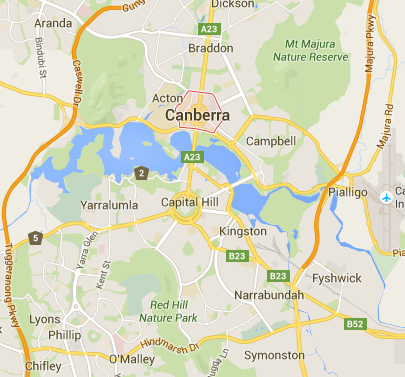 Dickson
Gung
A23
Aranda
Bindubi St
Braddon
Mt Majura
Nature Reserve
Majura Pkwy
Caswell Dr
Acton
Canberra
Majura Rd
Campbell
A23
2
Pialligo
Yarralumla
Capital Hill
Kingston
5
Yarra Glen
Kent St
B23
B23
Fyshwick
Tuggeranong Pkwy
Narrabundah
Red Hill
Nature Park
Lyons
Phillip
B52
Hindmarsh Dr
O'Malley
Symonston
Chifley